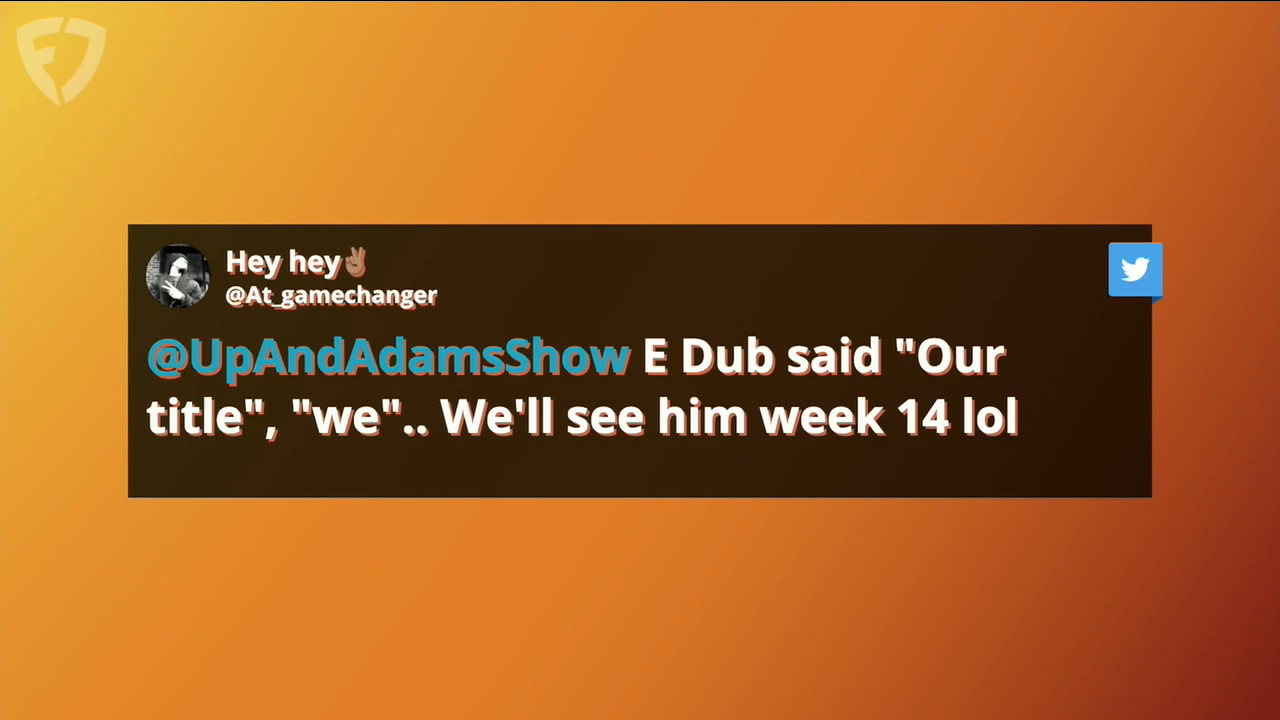 Hey hey✌🏽
@At_gamechanger
@UpAndAdamsShow E Dub said "Our
title", "we".. We'll see him week 14 lol